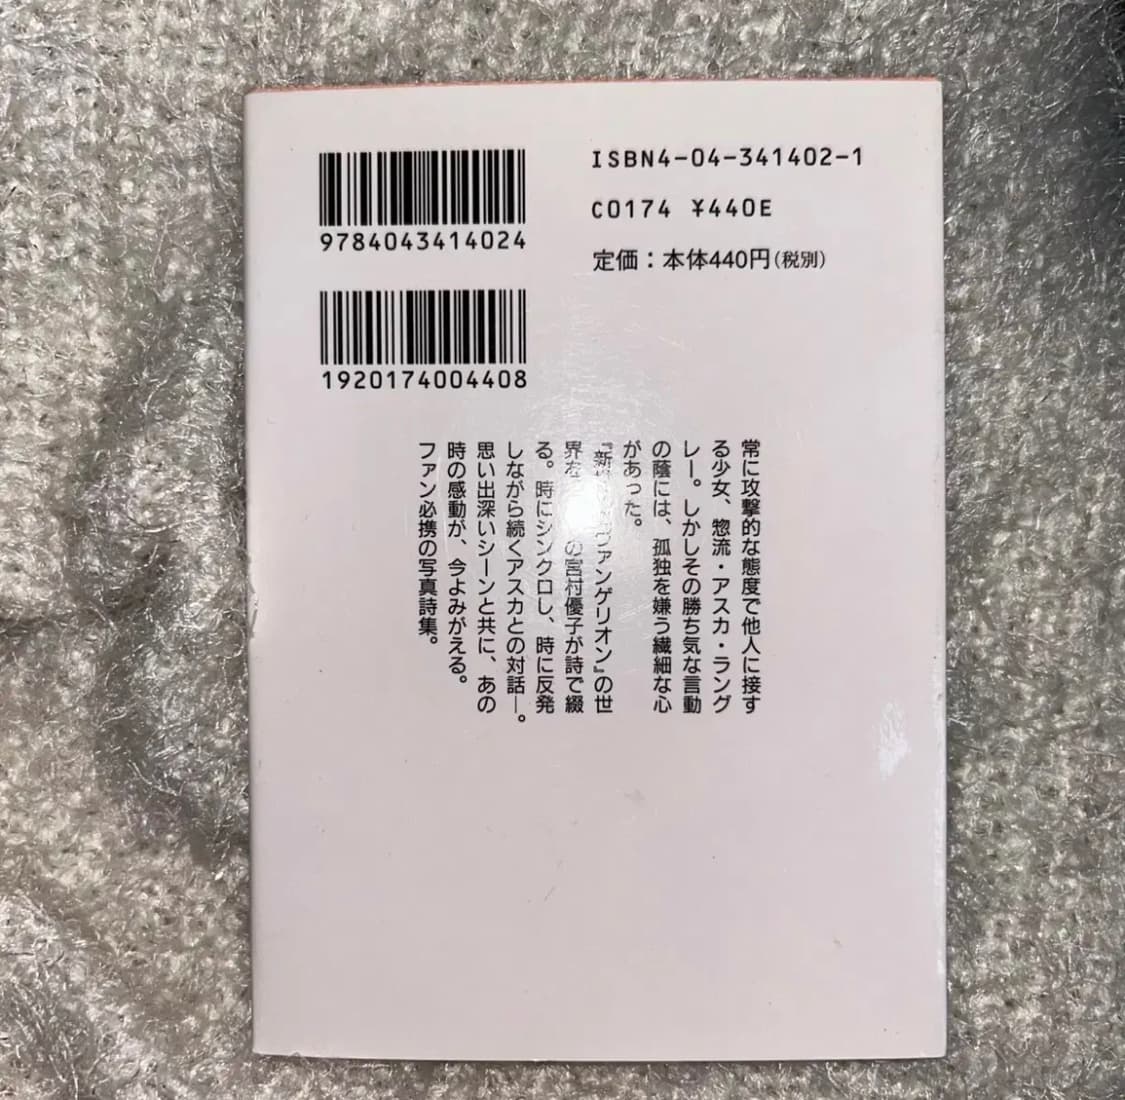 ISBN4-04-341402-1
C0174 ¥440E
定価：本体440円(税別)
9784043414024
1920174004408
常に攻撃的な態度で他人に接す
る少女、惣流・アスカ・ラング
レー。しかしその勝ち気な言動
の蔭には、孤独を嫌う繊細な心
があった。
『新ァンゲリオン』の世
界をの宮村優子が詩で綴
る。時にシンクロし、時に反発
しながら続くアスカとの対話―。
思い出深いシーンと共に、あの
時の感動が、今よみがえる。
ファン必携の写真詩集。